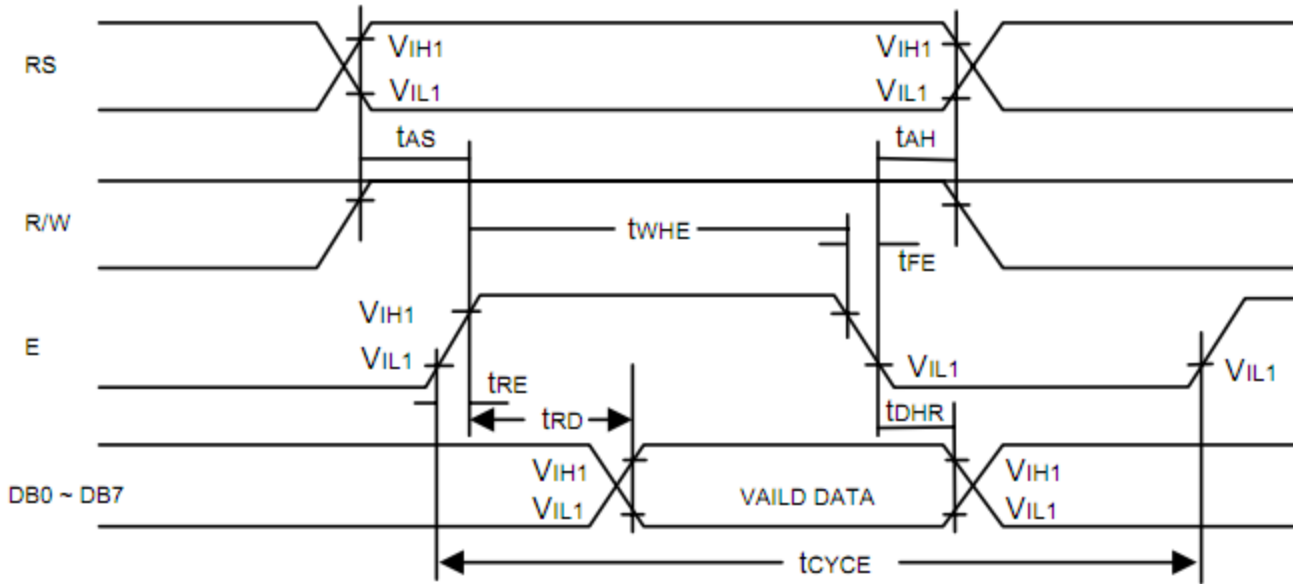 RS
VIH1
VIH1
VIL1
VIL1
tAS
tAH
R/W
tWHE
tFE
E
VIH1
VIL1
VIL1
VIL1
tRE
tRD
tDHR
DB0 ~ DB7
VIH1
VIL1
VAILD DATA
VIH1
VIL1
tCYCE